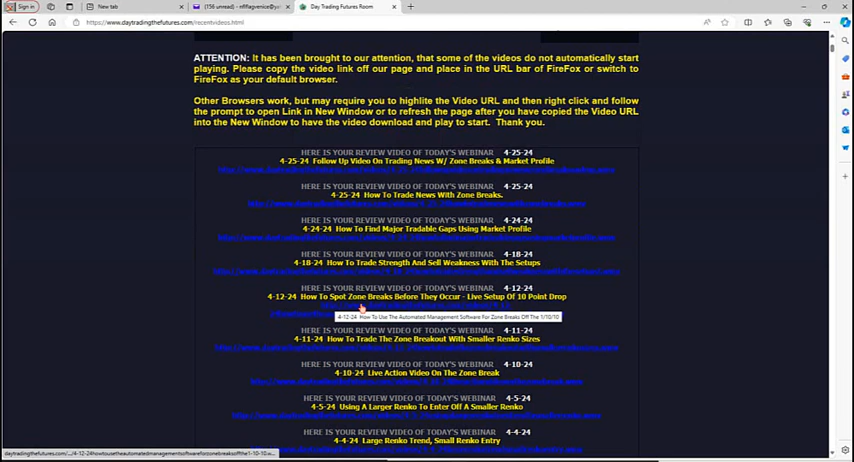 Sign in
New tab
(156 unread) - nflflagvenice@y
Day Trading Futures Room
https://www.daytradingthefutures.com/recentvideos.html
ATTENTION: It has been brought to our attention, that some of the videos do not automatically start
playing. Please copy the video link off our page and place in the URL bar of FireFox or switch to
FireFox as your default browser.
Other Browsers work, but may require you to highlite the Video URL and then right click and follow
the prompt to open Link in New Window or to refresh the page after you have copied the Video URL
into the New Window to have the video download and play to start. Thank you.
HERE IS YOUR REVIEW VIDEO OF TODAY'S WEBINAR 4-25-24
4-25-24 Follow Up Video On Trading News W/ Zone Breaks & Market Profile
HERE IS YOUR REVIEW VIDEO OF TODAY'S WEBINAR 4-25-24
4-25-24 How To Trade News With Zone Breaks.
HERE IS YOUR REVIEW VIDEO OF TODAY'S WEBINAR 4-24-24
4-24-24 How To Find Major Tradable Gaps Using Market Profile
HERE IS YOUR REVIEW VIDEO OF TODAY'S WEBINAR 4-18-24
4-18-24 How To Trade Strength And Sell Weakness With The Setups
HERE IS YOUR REVIEW VIDEO OF TODAY'S WEBINAR 4-12-24
4-12-24 How To Spot Zone Breaks Before They Occur - Live Setup Of 10 Point Drop
4-12-24 How To Use The Automated Management Software For Zone Breaks Off The 1/10/10
HERE IS YOUR REVIEW VIDEO OF TODAY'S WEBINAR 4-11-24
4-11-24 How To Trade The Zone Breakout With Smaller Renko Sizes
HERE IS YOUR REVIEW VIDEO OF TODAY'S WEBINAR 4-10-24
4-10-24 Live Action Video On The Zone Break
HERE IS YOUR REVIEW VIDEO OF TODAY'S WEBINAR 4-5-24
4-5-24 Using A Larger Renko To Enter Off A Smaller Renko
HERE IS YOUR REVIEW VIDEO OF TODAY'S WEBINAR 4-4-24
4-4-24 Large Renko Trend, Small Renko Entry
daytradingthefutures.com/.../4-12-24howtousetheautomatedmanagementsoftwareforzonebreaksoffthe1-10-10.w...